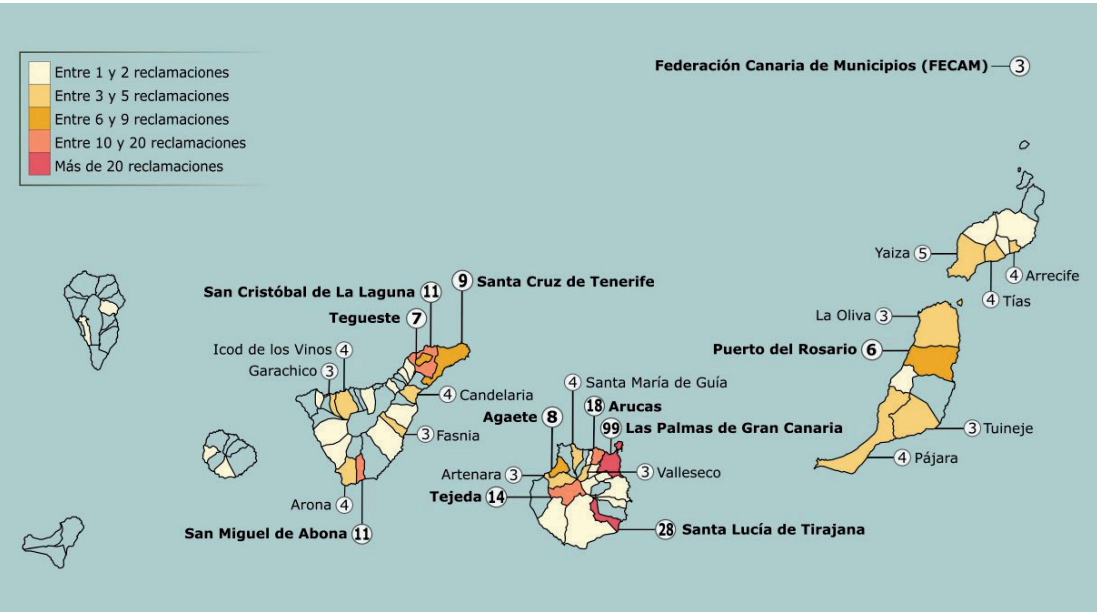 Entre 1 y 2 reclamaciones
Entre 3 y 5 reclamaciones
Entre 6 y 9 reclamaciones
Entre 10 y 20 reclamaciones
Más de 20 reclamaciones
Federación Canaria de Municipios (FECAM) 3
Yaiza 5
4 Arrecife
4 Tías
La Oliva 3
Puerto del Rosario 6
3 Tuineje
4 Pájara
9 Santa Cruz de Tenerife
San Cristóbal de La Laguna 11
Tegueste 7
Icod de los Vinos 4
Garachico 3
4 Candelaria
3 Fasnia
Arona 4
San Miguel de Abona 11
4 Santa María de Guía
18 Arucas
Agaete 8
99 Las Palmas de Gran Canaria
Artenara 3
3 Valleseco
Tejeda 14
28 Santa Lucía de Tirajana